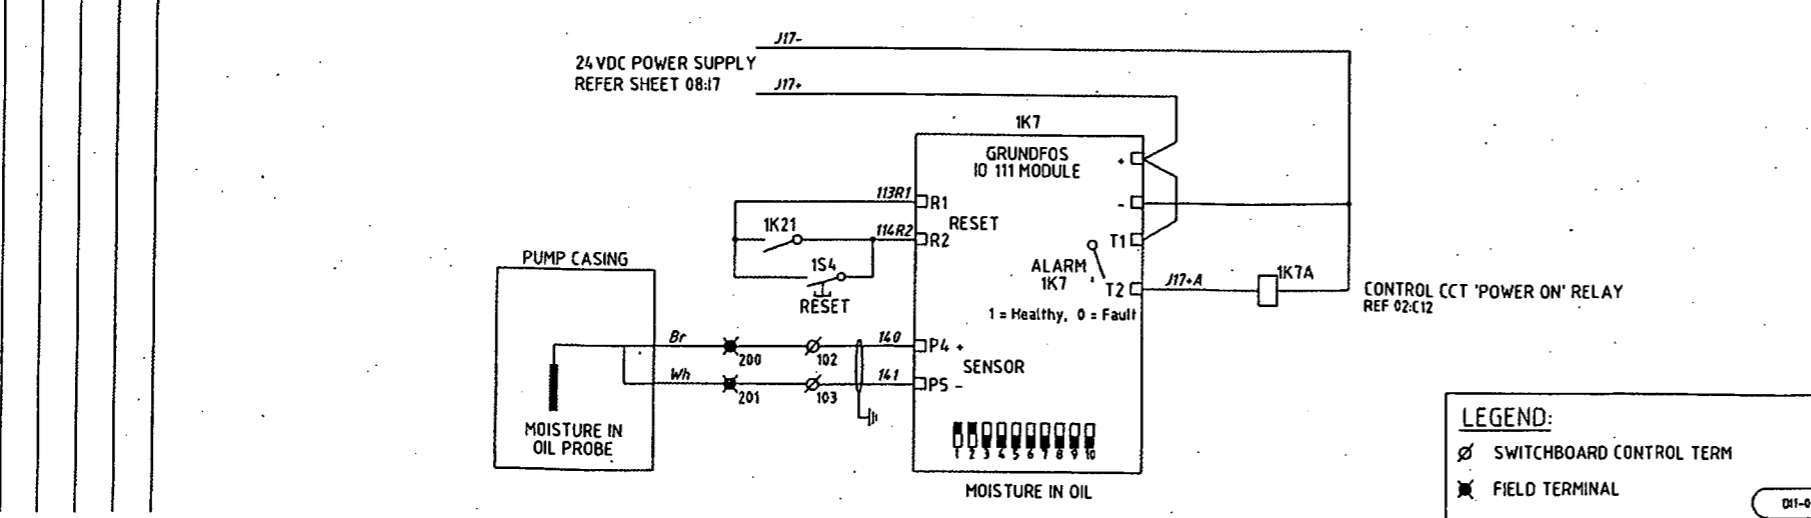 J17-
24VDC POWER SUPPLY
REFER SHEET 08:17
J17+
1K7
GRUNDFOS
IO 111 MODULE
+
-
113R1
R1
RESET
1K21
114R2
R2
T1
1S4
RESET
ALARM
1K7
T2
J17+A
1K7A
CONTROL CCT 'POWER ON' RELAY
REF 02:C12
1 = Healthy, 0 = Fault
PUMP CASING
Br
200
102
140
P4 +
SENSOR
Wh
201
103
141
P5 -
MOISTURE IN
OIL PROBE
1 2 3 4 5 6 7 8 9 10
MOISTURE IN OIL
LEGEND:
SWITCHBOARD CONTROL TERM
FIELD TERMINAL